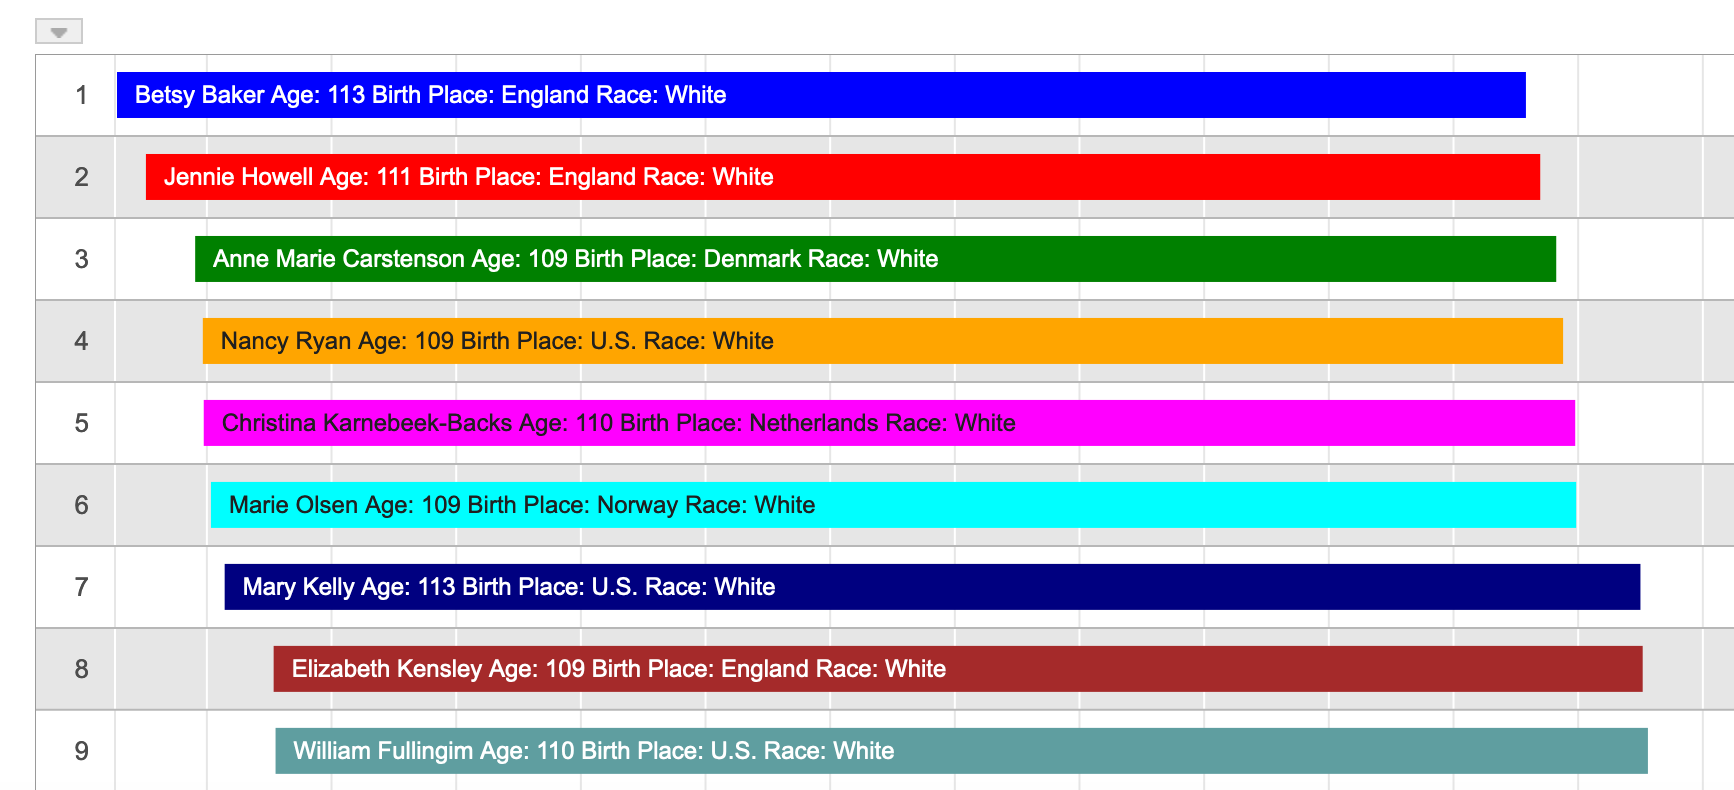 1 Betsy Baker Age: 113 Birth Place: England Race: White
2 Jennie Howell Age: 111 Birth Place: England Race: White
3 Anne Marie Carstenson Age: 109 Birth Place: Denmark Race: White
4 Nancy Ryan Age: 109 Birth Place: U.S. Race: White
5 Christina Karnebeek-Backs Age: 110 Birth Place: Netherlands Race: White
6 Marie Olsen Age: 109 Birth Place: Norway Race: White
7 Mary Kelly Age: 113 Birth Place: U.S. Race: White
8 Elizabeth Kensley Age: 109 Birth Place: England Race: White
9 William Fullingim Age: 110 Birth Place: U.S. Race: White